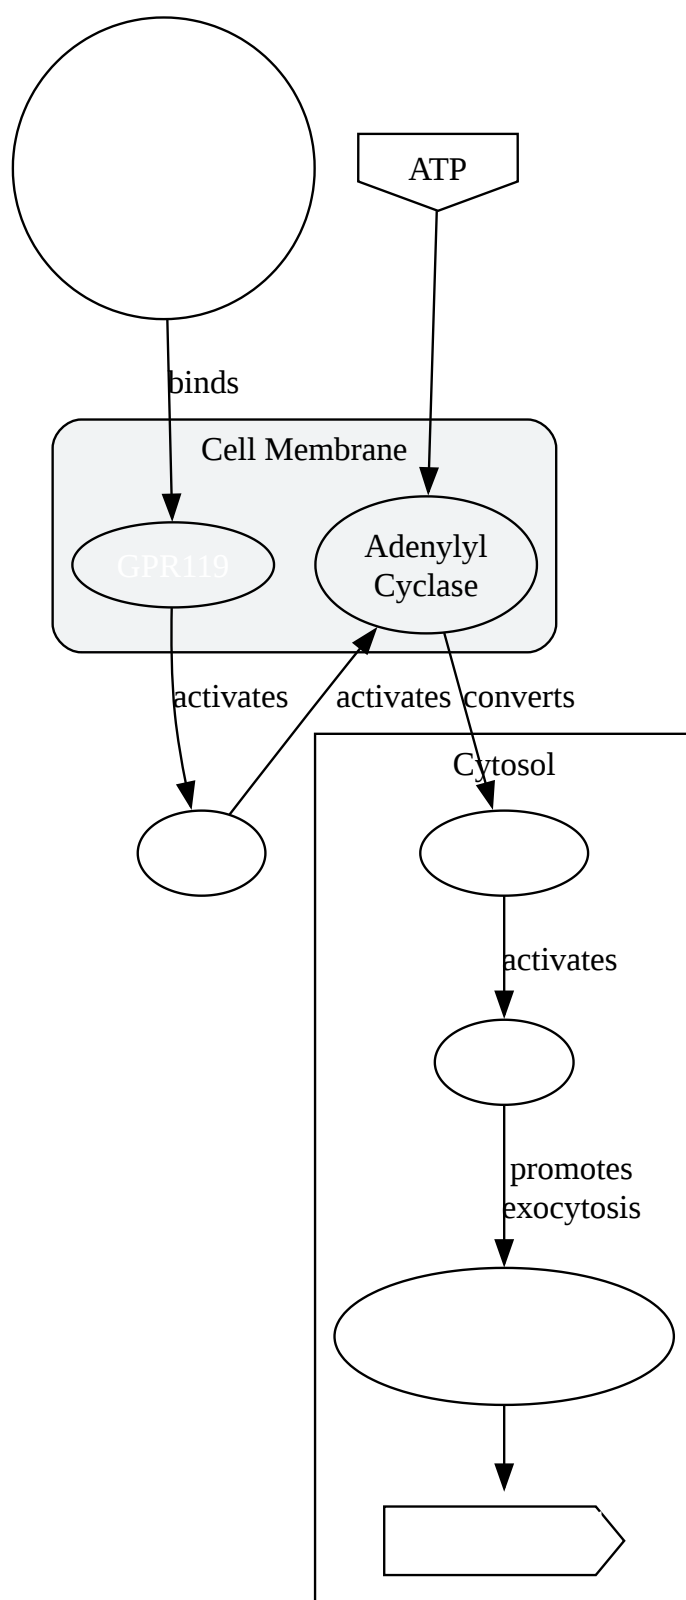 ATP
binds
Cell Membrane
GPR119
Adenylyl
Cyclase
activates
activates
converts
Cytosol
activates
promotes
exocytosis